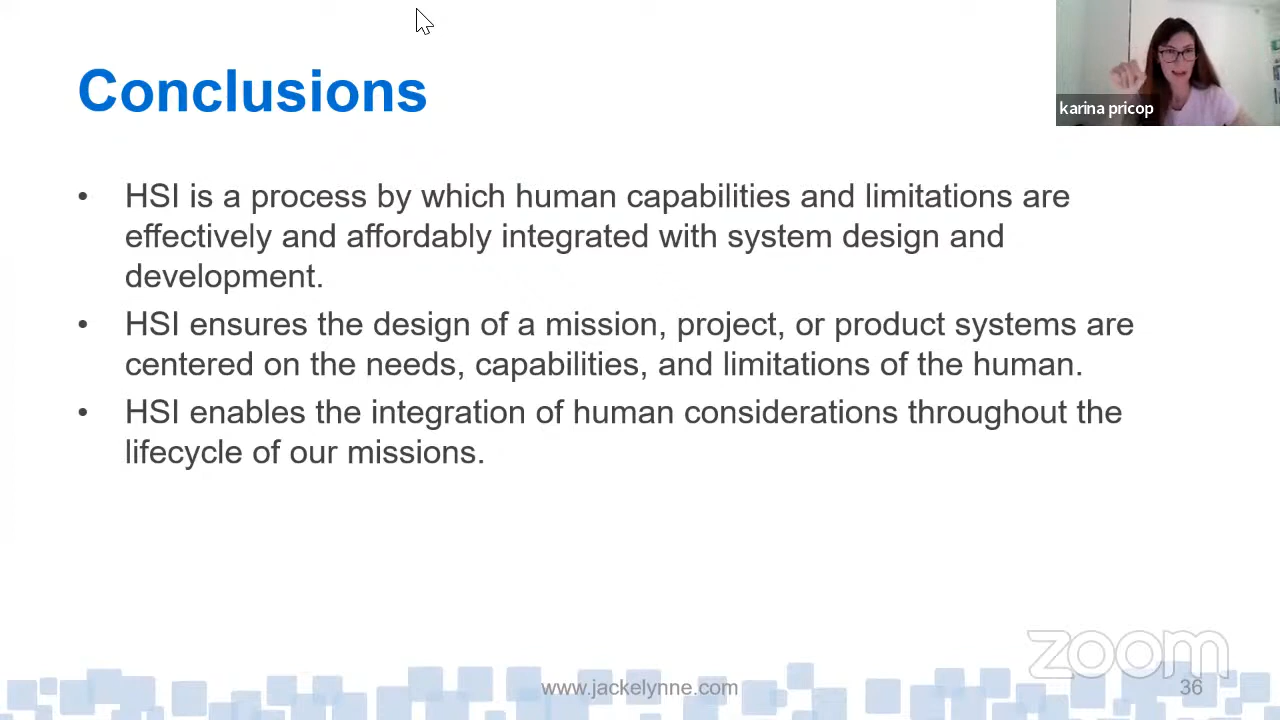 Conclusions
karina pricop
• HSI is a process by which human capabilities and limitations are
effectively and affordably integrated with system design and
development.
• HSI ensures the design of a mission, project, or product systems are
centered on the needs, capabilities, and limitations of the human.
• HSI enables the integration of human considerations throughout the
lifecycle of our missions.
zoom
www.jackelynne.com
36